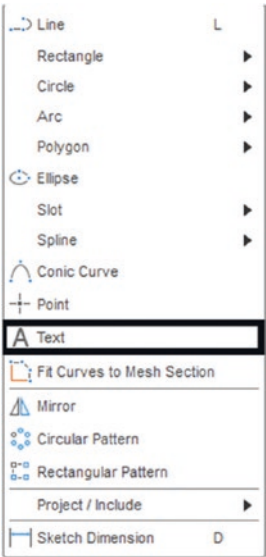 Line L
Rectangle
Circle
Arc
Polygon
Ellipse
Slot
Spline
Conic Curve
Point
Text
Fit Curves to Mesh Section
Mirror
Circular Pattern
Rectangular Pattern
Project / Include
Sketch Dimension D